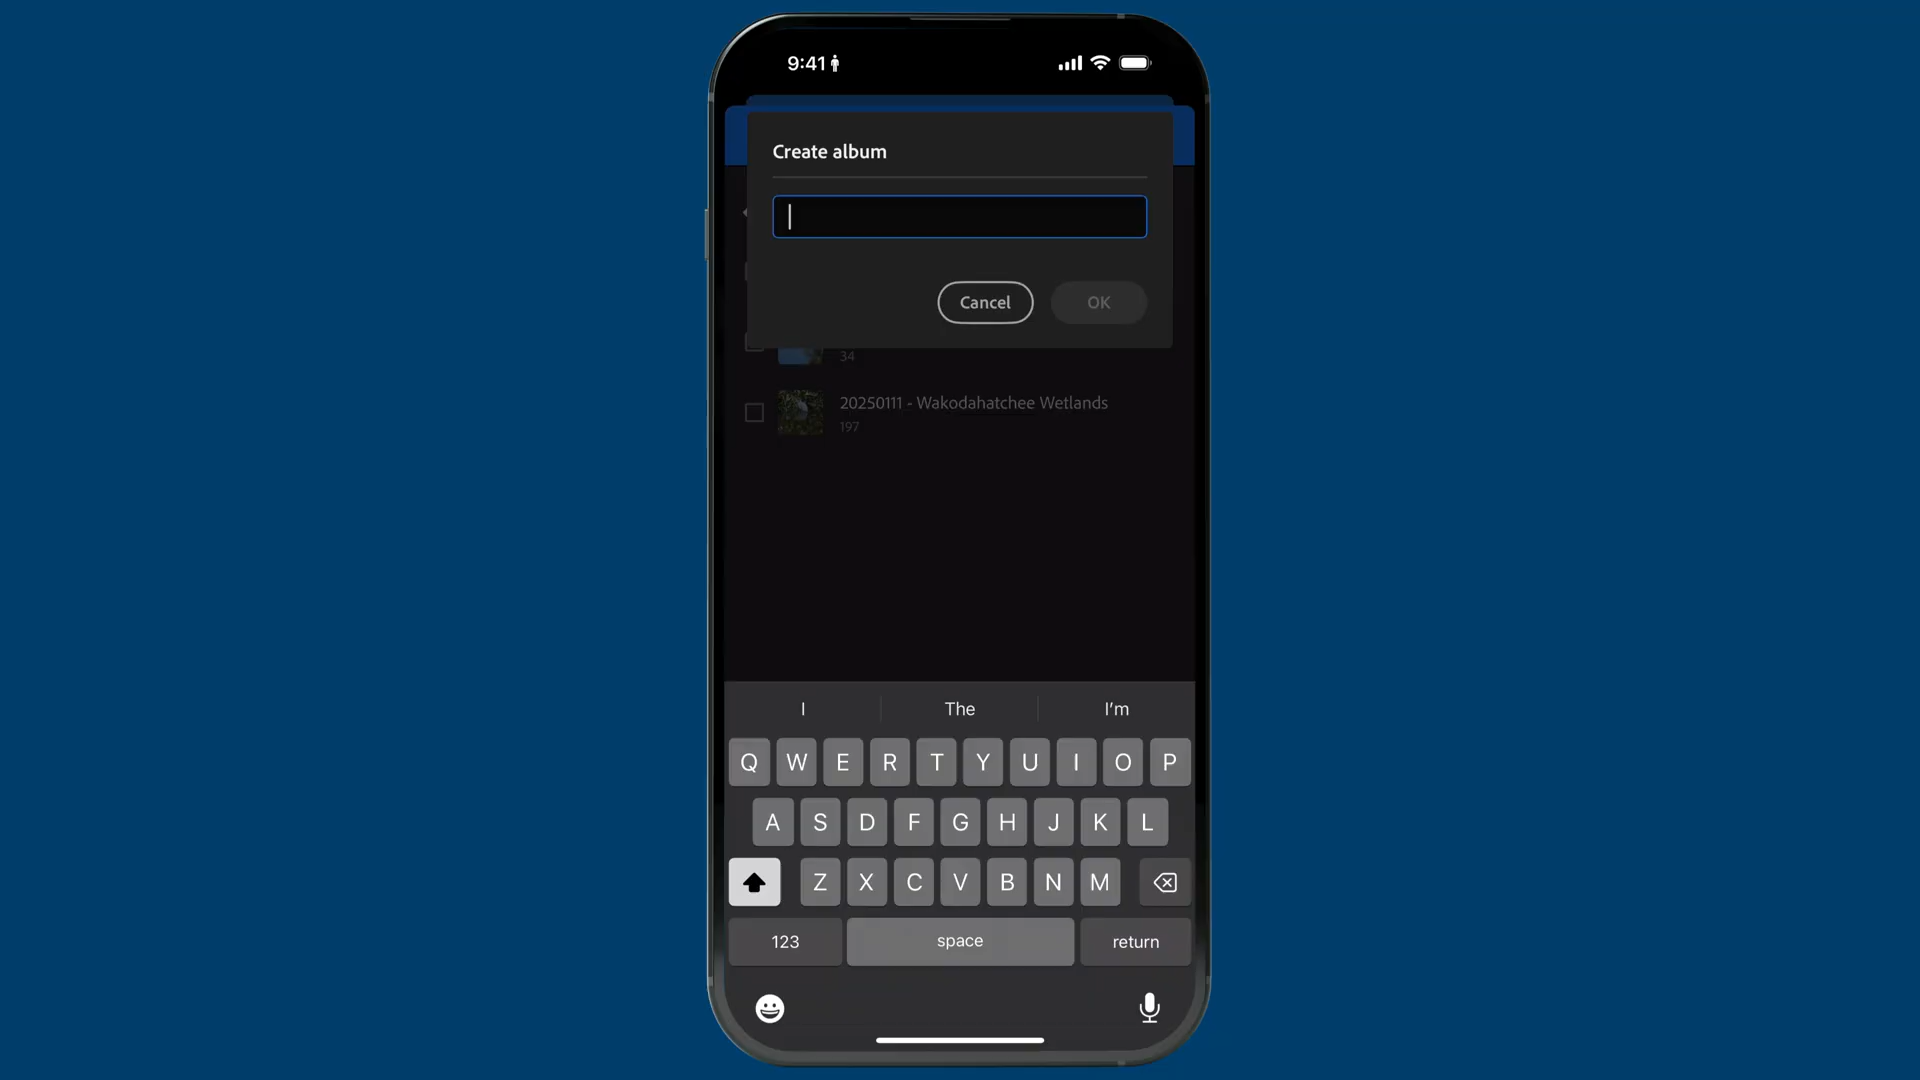 9:41
Create album
Cancel OK
34
20250111 - Wakodahatchee Wetlands
197
I The I'm
Q W E R T Y U I O P
A S D F G H J K L
Z X C V B N M
123 space return